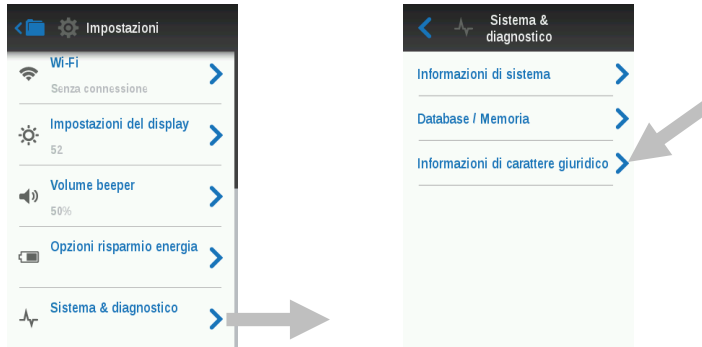 Impostazioni
Wi-Fi
Senza connessione
Impostazioni del display
52
Volume beeper
50%
Opzioni risparmio energia
Sistema & diagnostico
Sistema &
diagnostico
Informazioni di sistema
Database / Memoria
Informazioni di carattere giuridico